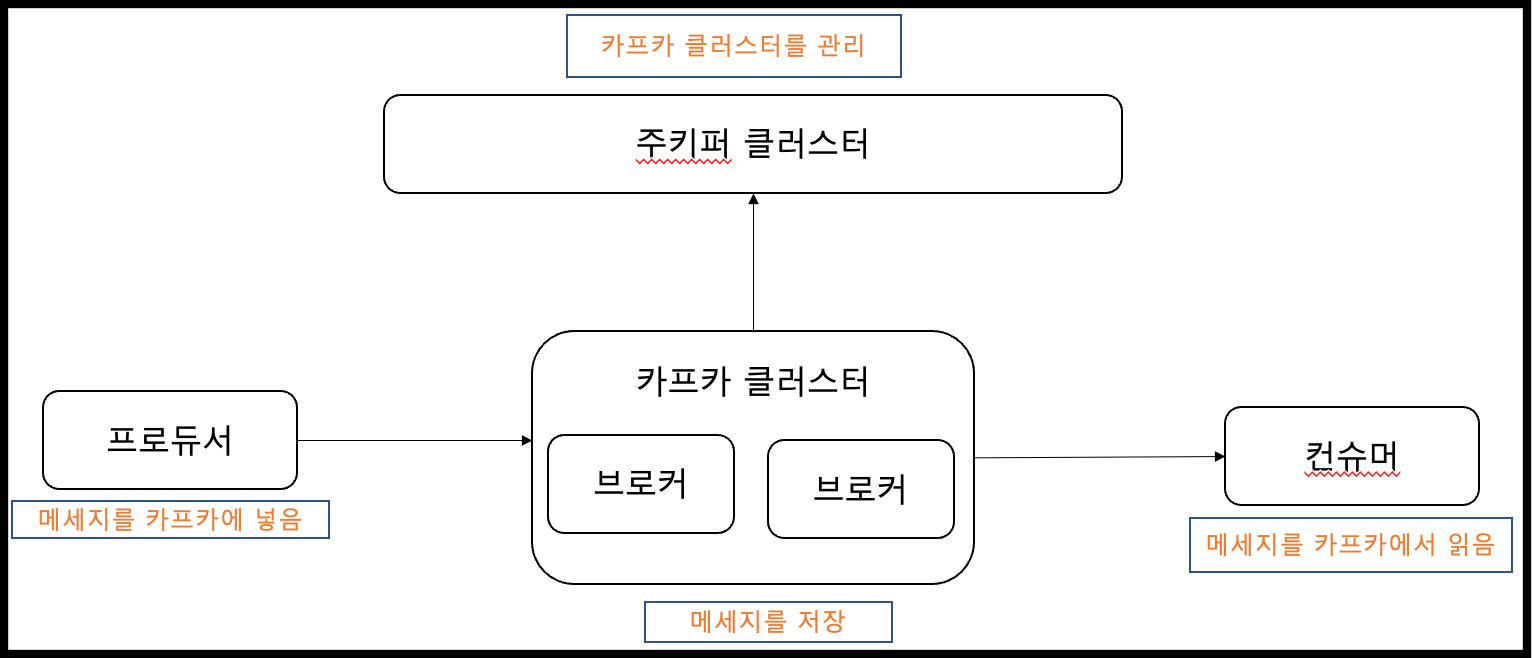 카프카 클러스터를 관리
주키퍼 클러스터
카프카 클러스터
프로듀서
브로커
브로커
컨슈머
메세지를 카프카에 넣음
메세지를 카프카에서 읽음
메세지를 저장